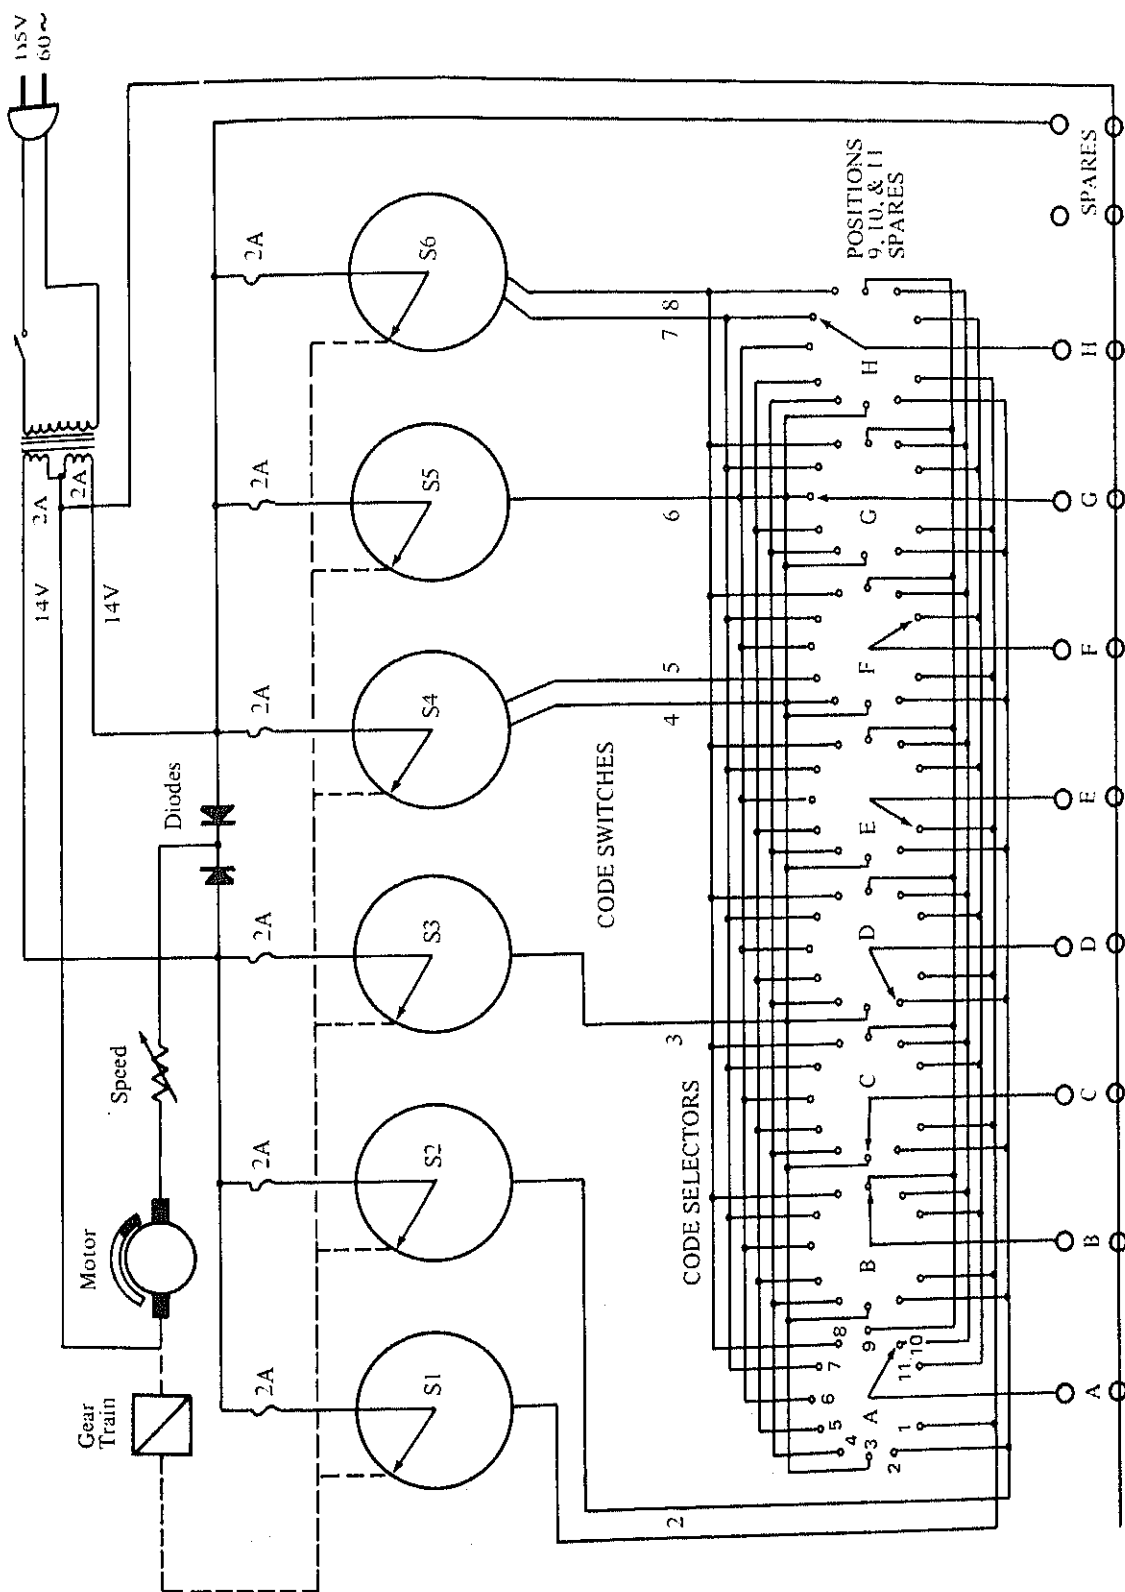 115V
60~
14V
2A
2A
14V
Gear
Train
Motor
Speed
Diodes
2A 2A 2A 2A 2A 2A
S1 S2 S3 S4 S5 S6
CODE SWITCHES
2 3 4 5 6 7 8
CODE SELECTORS
POSITIONS
9, 10, & 11
SPARES
8
7
6
5
4
3
2
1
9
10
11
A B C D E F G H
A B C D E F G H SPARES